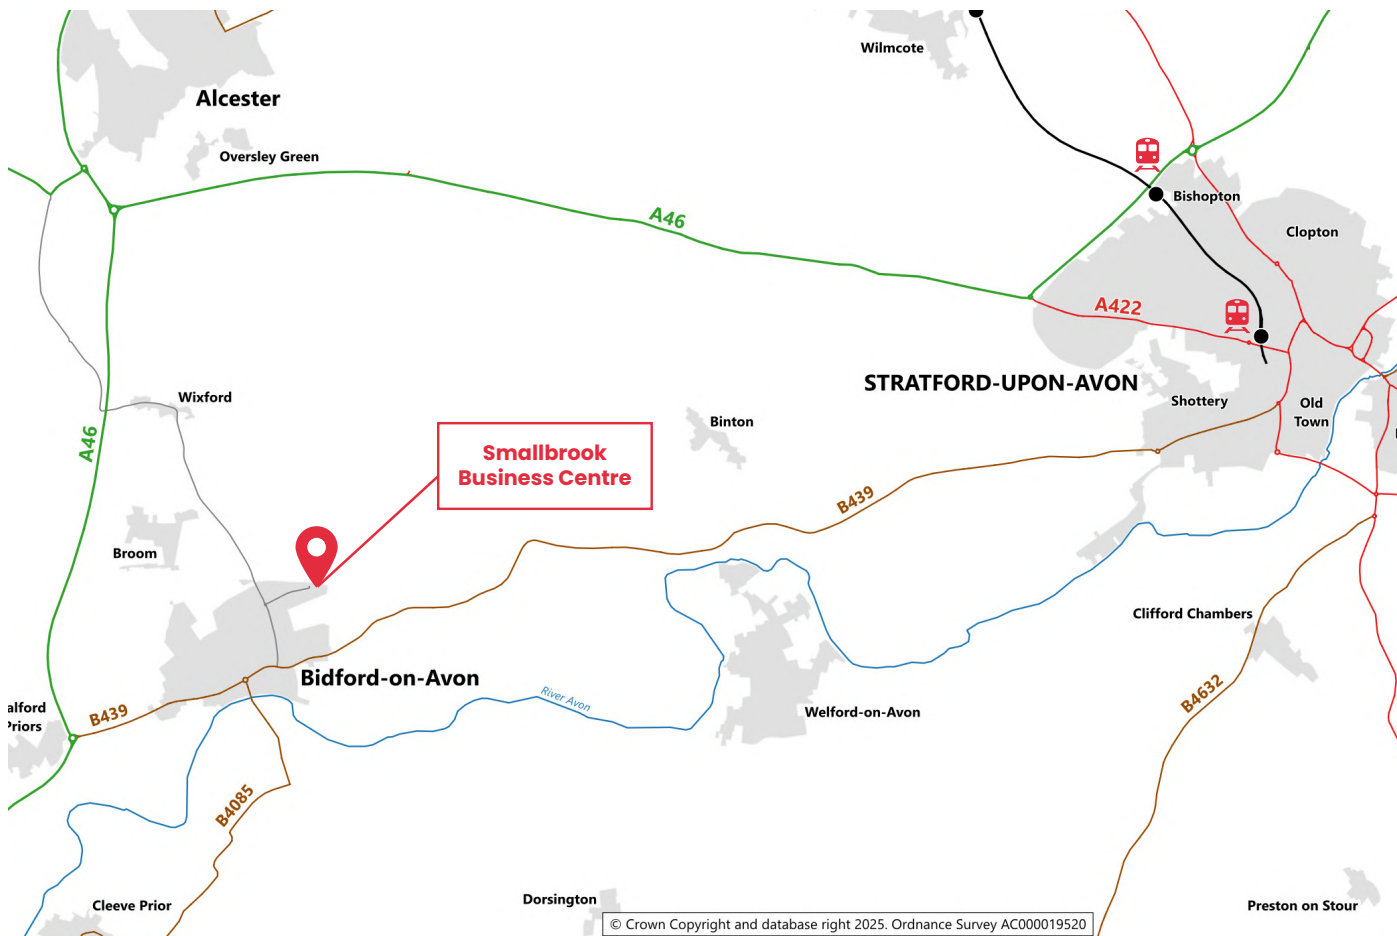 Wilmcote
Alcester
Oversley Green
Bishopton
A46
Clopton
A422
STRATFORD-UPON-AVON
Wixford
Shottery
Old
Town
Binton
A46
Smallbrook
Business Centre
B439
Broom
Clifford Chambers
Bidford-on-Avon
River Avon
B4632
alford
Priors
B439
Welford-on-Avon
B4085
Dorsington
Cleeve Prior
Preston on Stour
© Crown Copyright and database right 2025. Ordnance Survey AC000019520